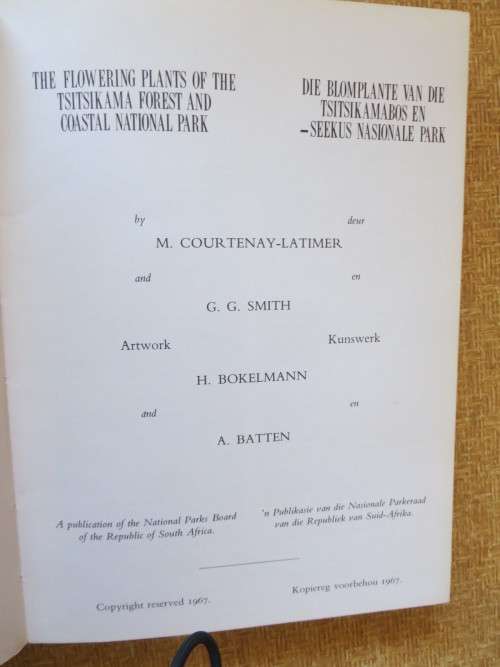 THE FLOWERING PLANTS OF THE
TSITSIKAMA FOREST AND
COASTAL NATIONAL PARK
DIE BLOMPLANTE VAN DIE
TSITSIKAMABOS EN
–SEEKUS NASIONALE PARK
by deur
M. COURTENAY-LATIMER
and en
G. G. SMITH
Artwork Kunswerk
H. BOKELMANN
and en
A. BATTEN
A publication of the National Parks Board
of the Republic of South Africa.
'n Publikasie van die Nasionale Parkeraad
van die Republiek van Suid-Afrika.
Copyright reserved 1967. Kopiereg voorbehou 1967.